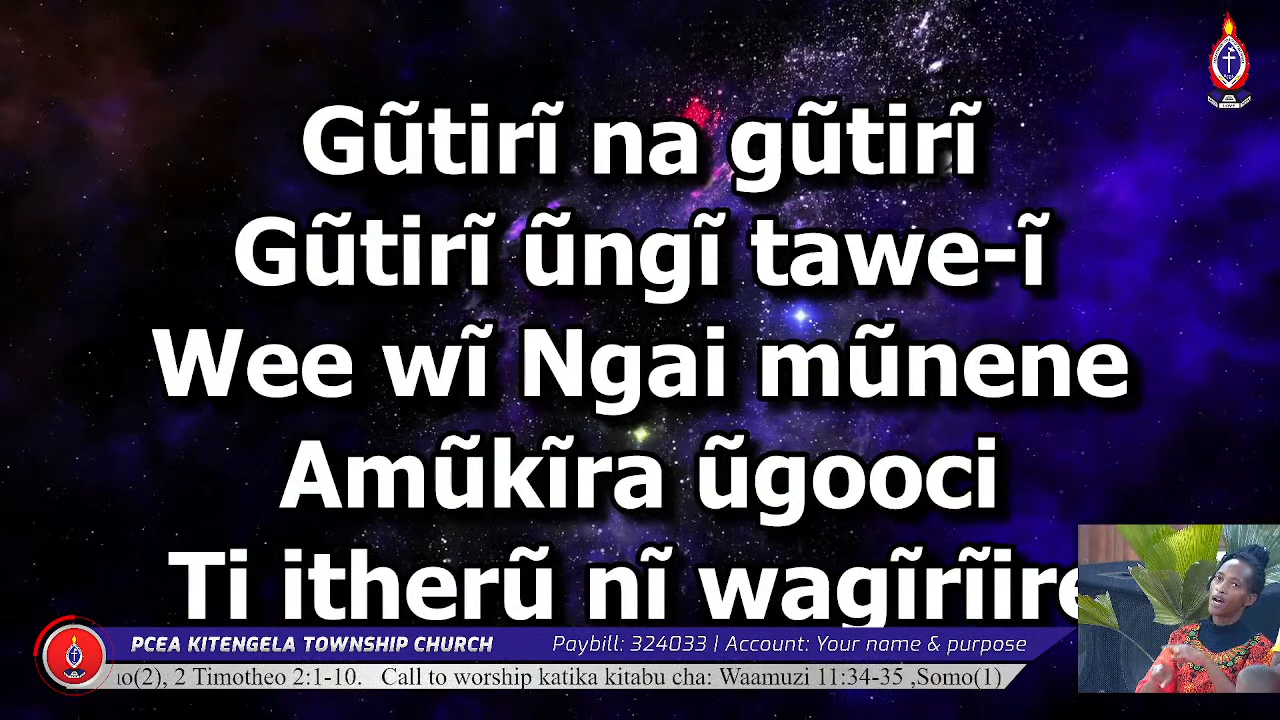 Gũtirĩ na gũtirĩ
Gũtirĩ ũngĩ tawe-ĩ
Wee wĩ Ngai mũnene
Amũkĩra ũgooci
Ti itherũ nĩ wagĩrĩire
PCEA KITENGELA TOWNSHIP CHURCH Paybill: 324033 | Account: Your name & purpose
(2), 2 Timotheo 2:1-10. Call to worship katika kitabu cha: Waamuzi 11:34-35 ,Somo(1)